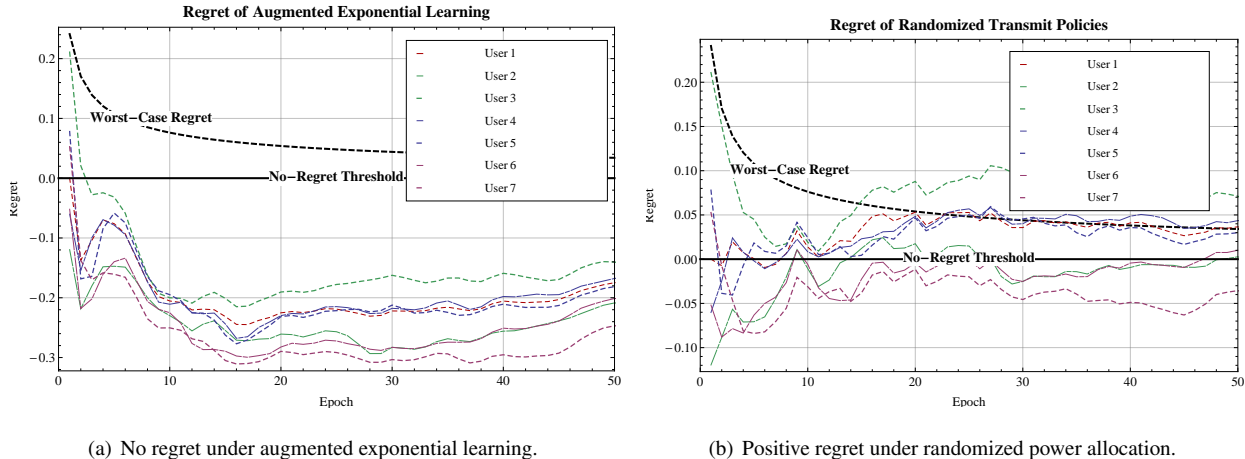 Regret of Augmented Exponential Learning
0.2
0.1
0.0
−0.1
−0.2
−0.3
Regret
Worst−Case Regret
No−Regret Threshold
User 1
User 2
User 3
User 4
User 5
User 6
User 7
0 10 20 30 40 50
Epoch
(a) No regret under augmented exponential learning.
Regret of Randomized Transmit Policies
0.20
0.15
0.10
0.05
0.00
−0.05
−0.10
Regret
Worst−Case Regret
No−Regret Threshold
User 1
User 2
User 3
User 4
User 5
User 6
User 7
0 10 20 30 40 50
Epoch
(b) Positive regret under randomized power allocation.